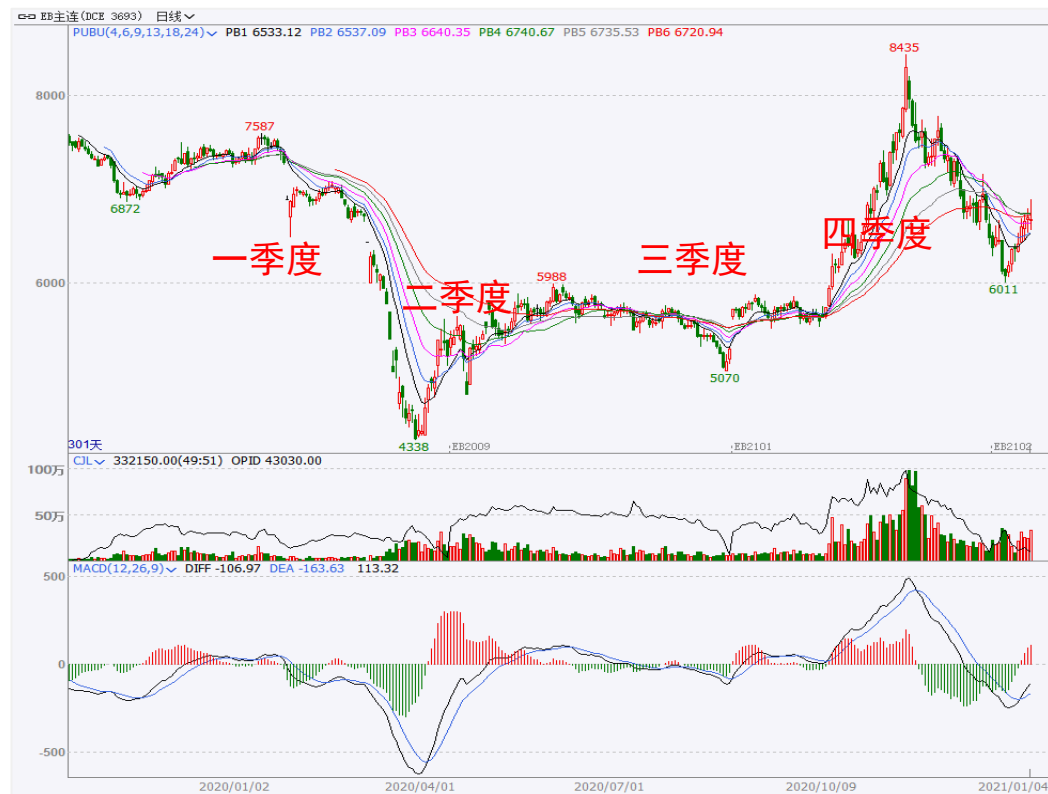 EB主连(DCE 3693) 日线
PUBU(4,6,9,13,18,24) PB1 6533.12 PB2 6537.09 PB3 6640.35 PB4 6740.67 PB5 6735.53 PB6 6720.94
8435
8000
7587
6872
四季度
一季度
三季度
5988
二季度
6000
6011
5070
4338
301天
EB2009
EB2101
EB2102
CJL 332150.00(49:51) OPID 43030.00
100万
50万
MACD(12,26,9) DIFF -106.97 DEA -163.63 113.32
500
0
-500
2020/01/02
2020/04/01
2020/07/01
2020/10/09
2021/01/04